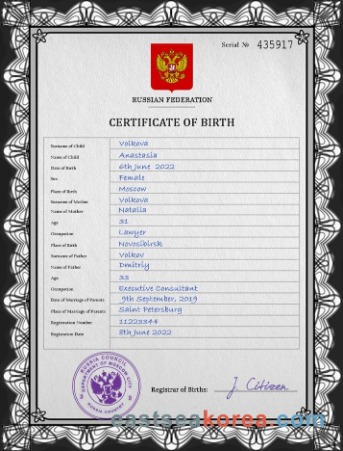 Serial № 435917
RUSSIAN FEDERATION
CERTIFICATE OF BIRTH
Surname of Child Volkova
Name of Child Anastasia
Date of Birth 6th June 2022
Sex Female
Place of Birth Moscow
Surname of Mother Volkova
Name of Mother Natalia
Age 31
Occupation Lawyer
Place of Birth Novosibirsk
Surname of Father Volkov
Name of Father Dmitriy
Age 33
Occupation Executive Consultant
Date of Marriage of Parents 9th September, 2019
Place of Marriage of Parents Saint Petersburg
Registration Number 11223344
Registration Date 8th June 2022
RUSSIA COUNCIL
DEPARTMENT OF MOSCOW CITY
RUSSIA COUNTRY
Registrar of Births: J Citizen
eastseakorea.com